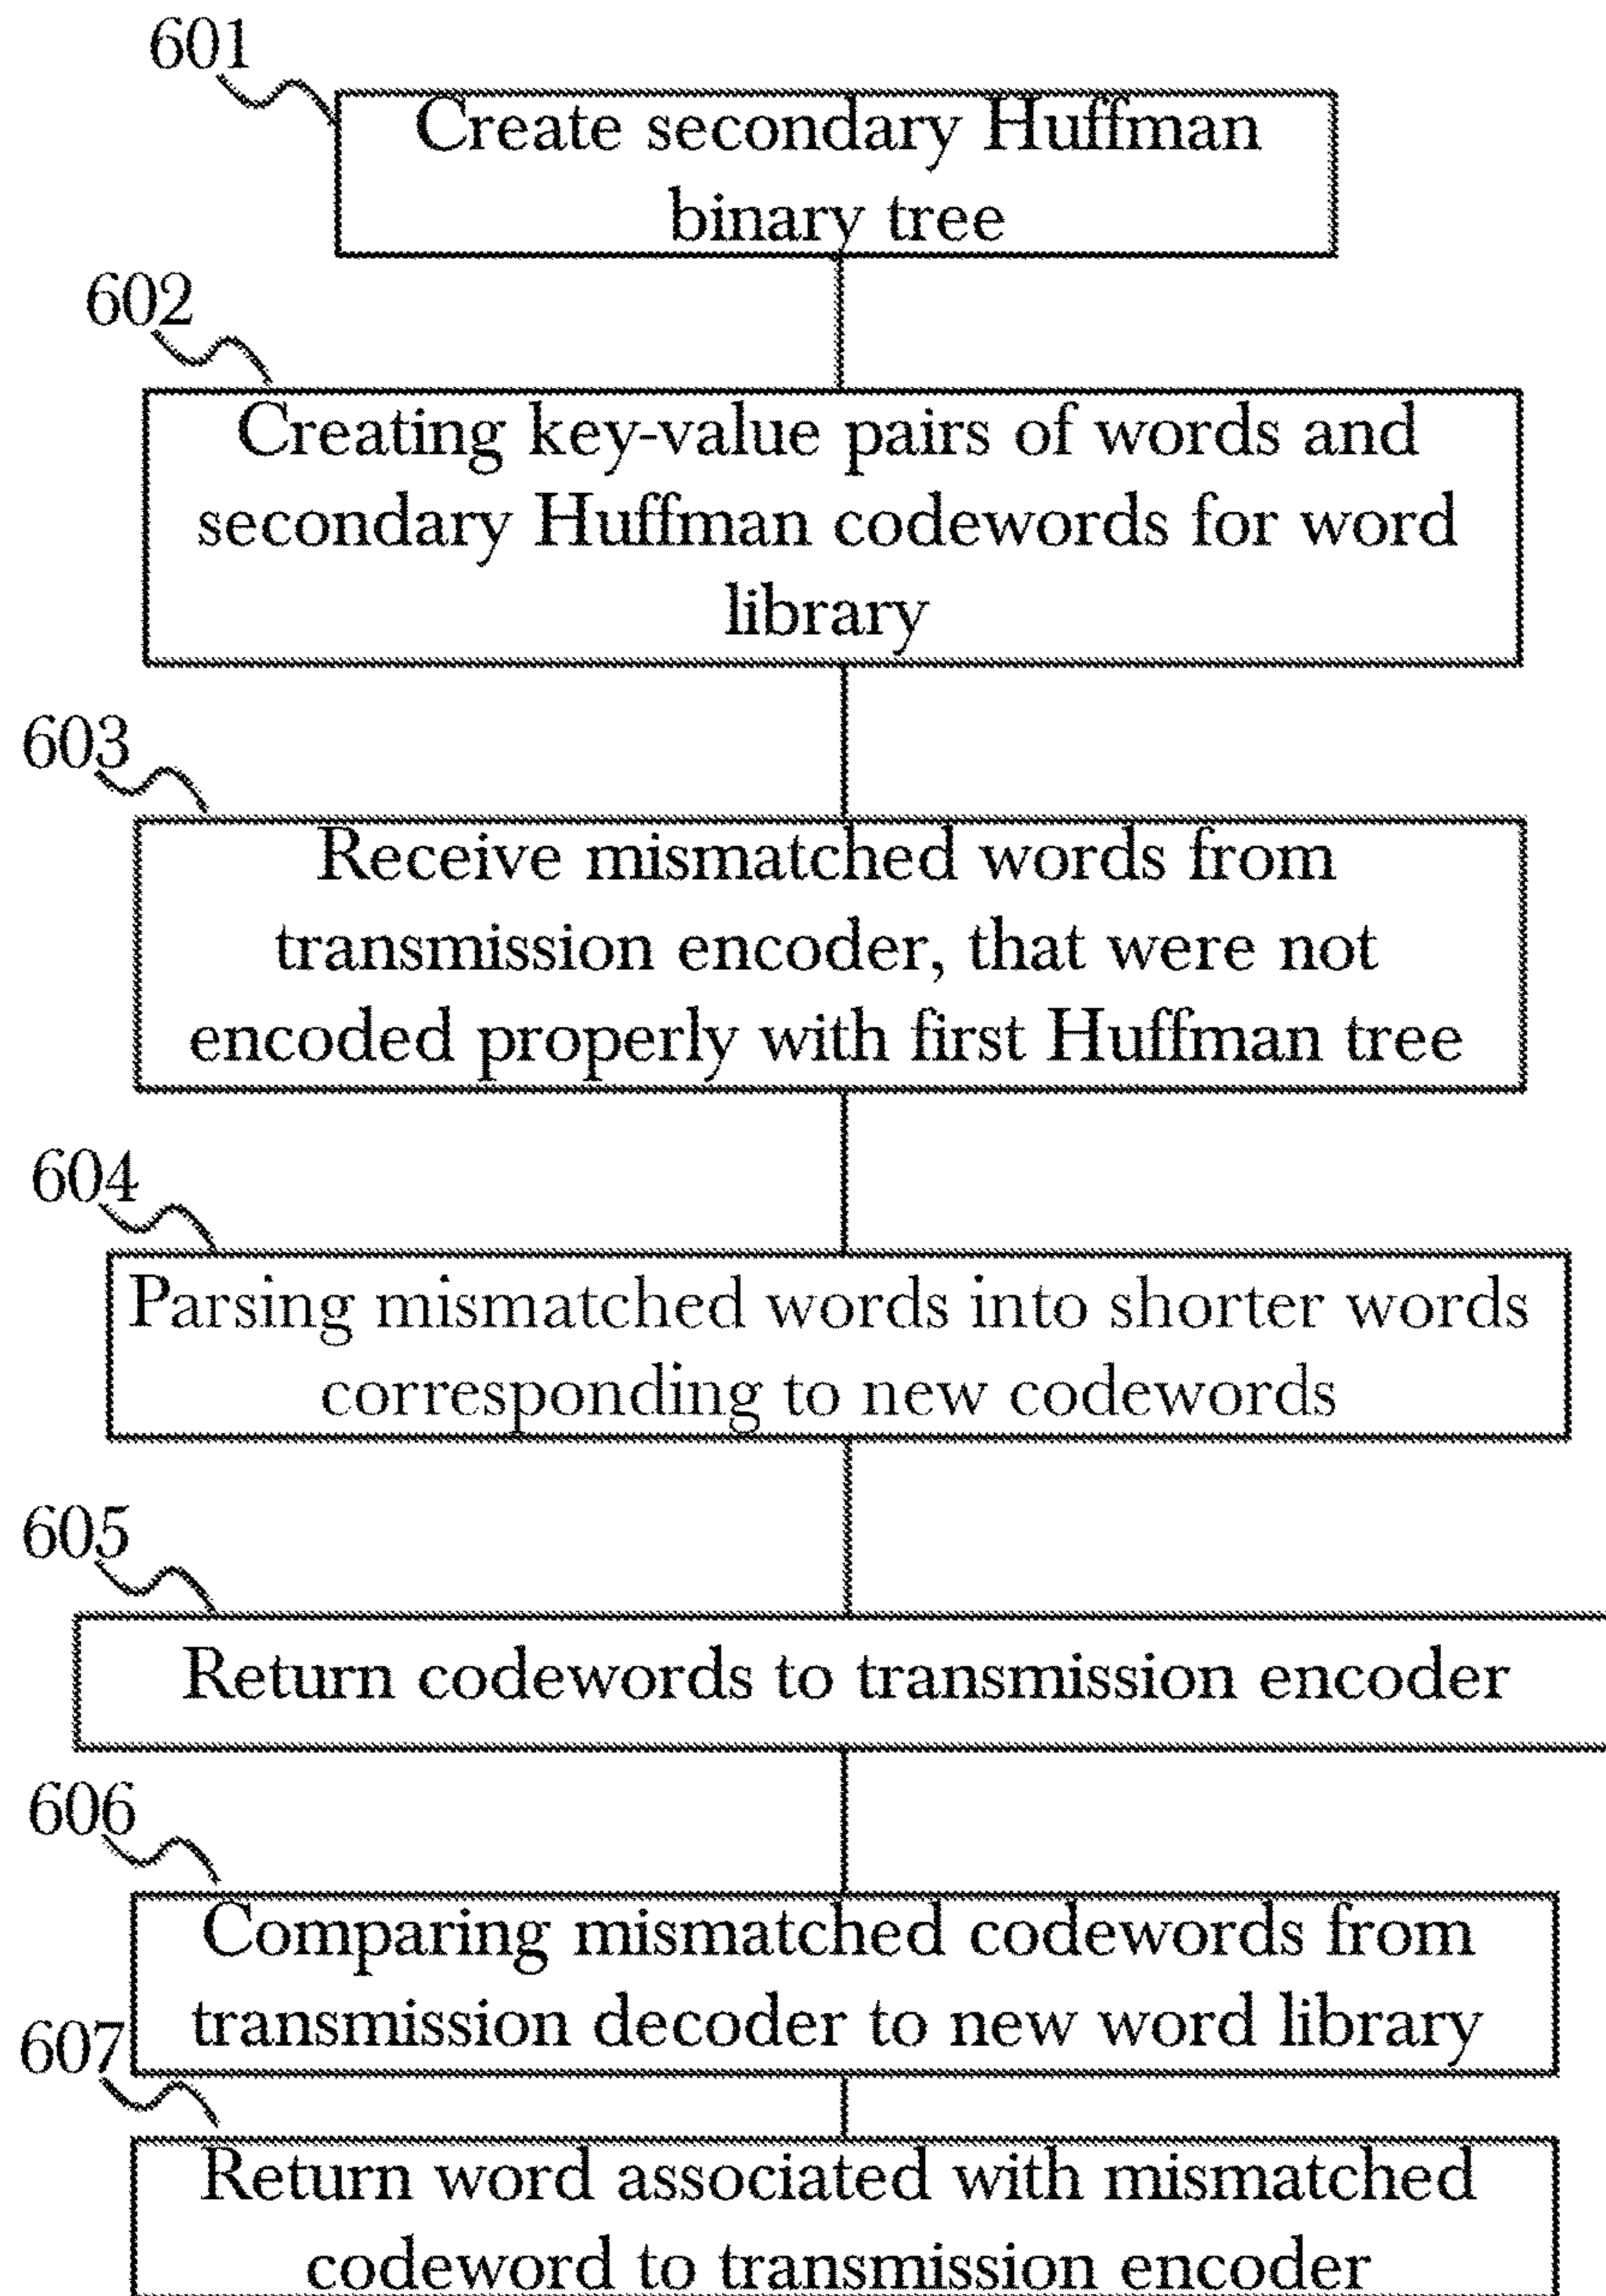 601
Create secondary Huffman
binary tree
602
Creating key-value pairs of words and
secondary Huffman codewords for word
library
603
Receive mismatched words from
transmission encoder, that were not
encoded properly with first Huffman tree
604
Parsing mismatched words into shorter words
corresponding to new codewords
605
Return codewords to transmission encoder
606
Comparing mismatched codewords from
transmission decoder to new word library
607
Return word associated with mismatched
codeword to transmission encoder